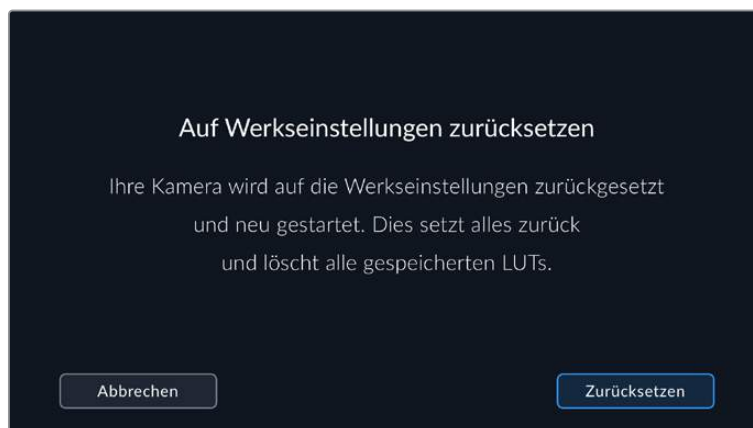 Auf Werkseinstellungen zurücksetzen
Ihre Kamera wird auf die Werkseinstellungen zurückgesetzt
und neu gestartet. Dies setzt alles zurück
und löscht alle gespeicherten LUTs.
Abbrechen
Zurücksetzen